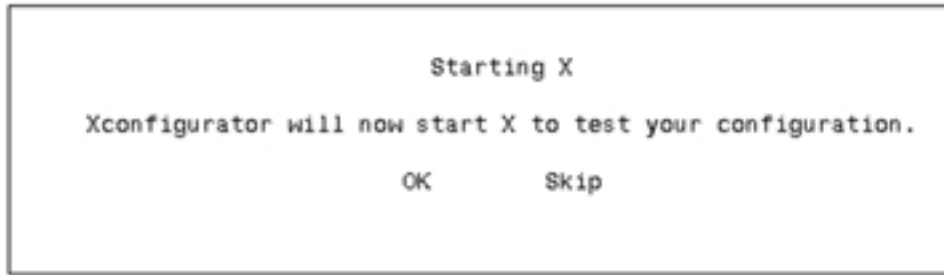 Starting X
Xconfigurator will now start X to test your configuration.
OK Skip